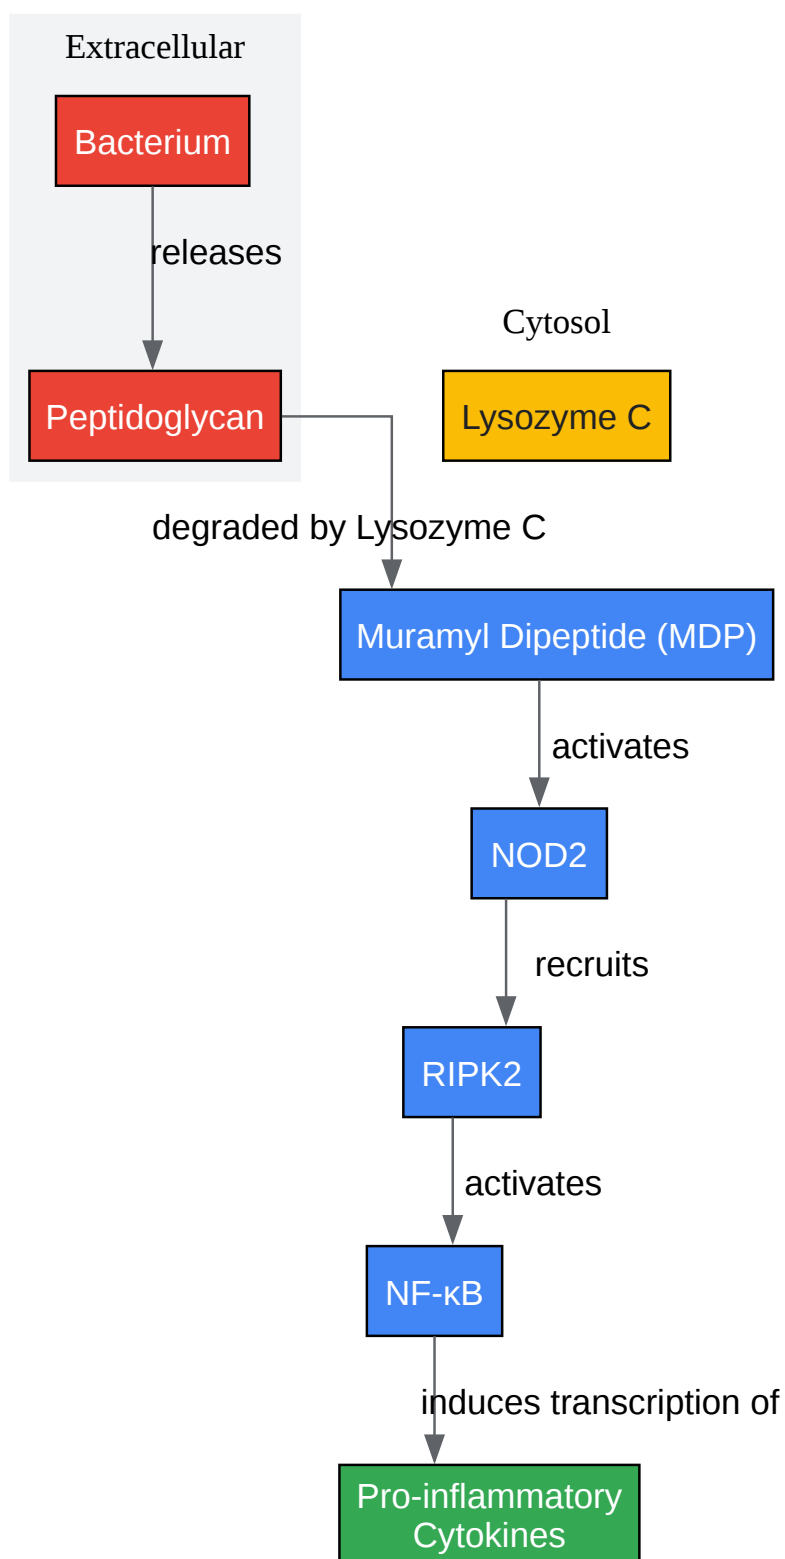 Extracellular
Bacterium
releases
Cytosol
Peptidoglycan
Lysozyme C
degraded by Lysozyme C
Muramyl Dipeptide (MDP)
activates
NOD2
recruits
RIPK2
activates
NF-κB
induces transcription of
Pro-inflammatory
Cytokines